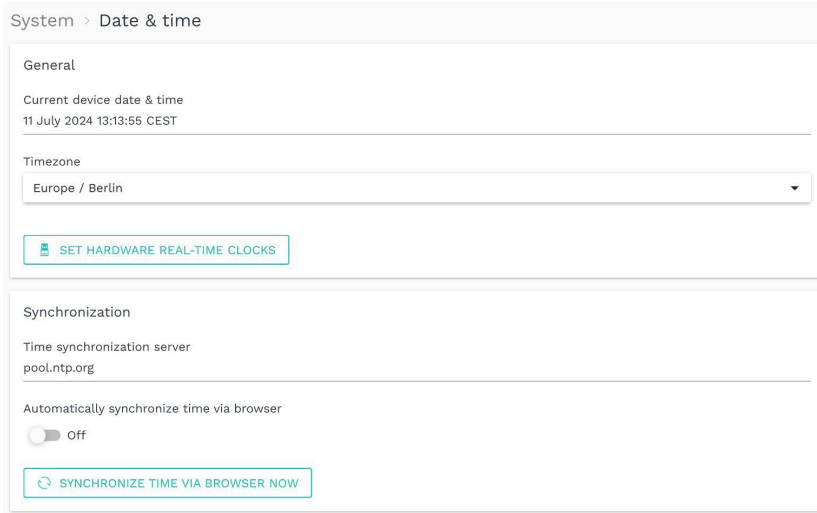 System > Date & time
General
Current device date & time
11 July 2024 13:13:55 CEST
Timezone
Europe / Berlin
SET HARDWARE REAL-TIME CLOCKS
Synchronization
Time synchronization server
pool.ntp.org
Automatically synchronize time via browser
Off
SYNCHRONIZE TIME VIA BROWSER NOW